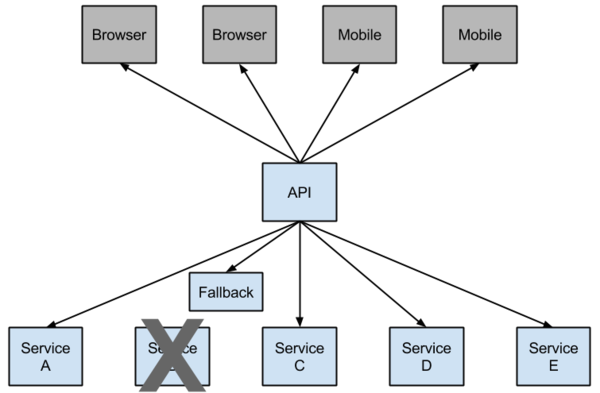 Browser
Browser
Mobile
Mobile
API
Fallback
Service
A
Service
C
Service
D
Service
E